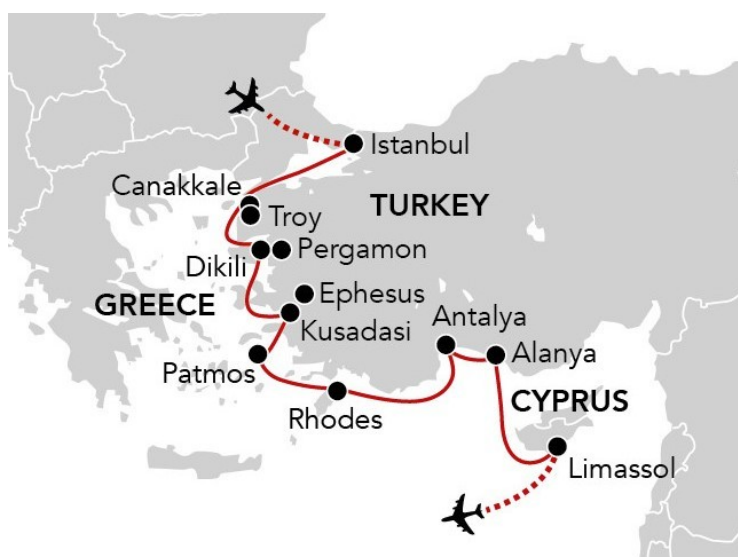 Istanbul
Canakkale
TURKEY
Troy
Pergamon
Dikili
Ephesus
GREECE
Kusadasi
Antalya
Alanya
Patmos
CYPRUS
Rhodes
Limassol